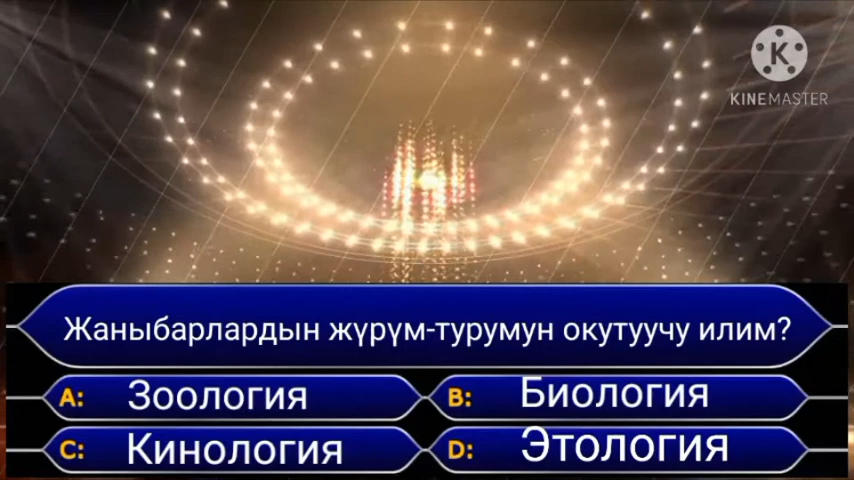 KINEMASTER
Жаныбарлардын жүрүм-турумун окутуучу илим?
A: Зоология
B: Биология
C: Кинология
D: Этология